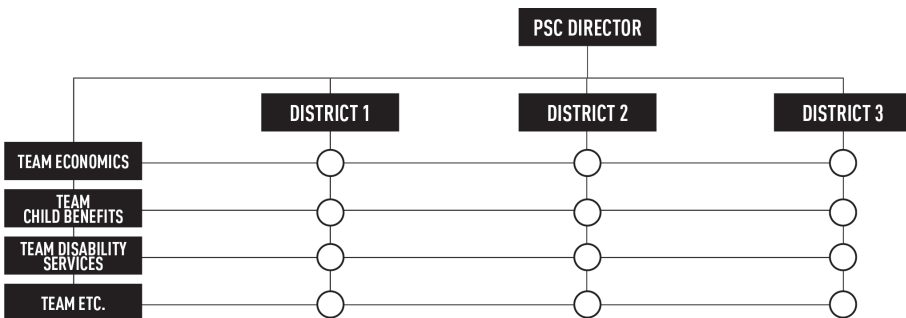 PSC DIRECTOR
DISTRICT 1
DISTRICT 2
DISTRICT 3
TEAM ECONOMICS
TEAM
CHILD BENEFITS
TEAM DISABILITY
SERVICES
TEAM ETC.